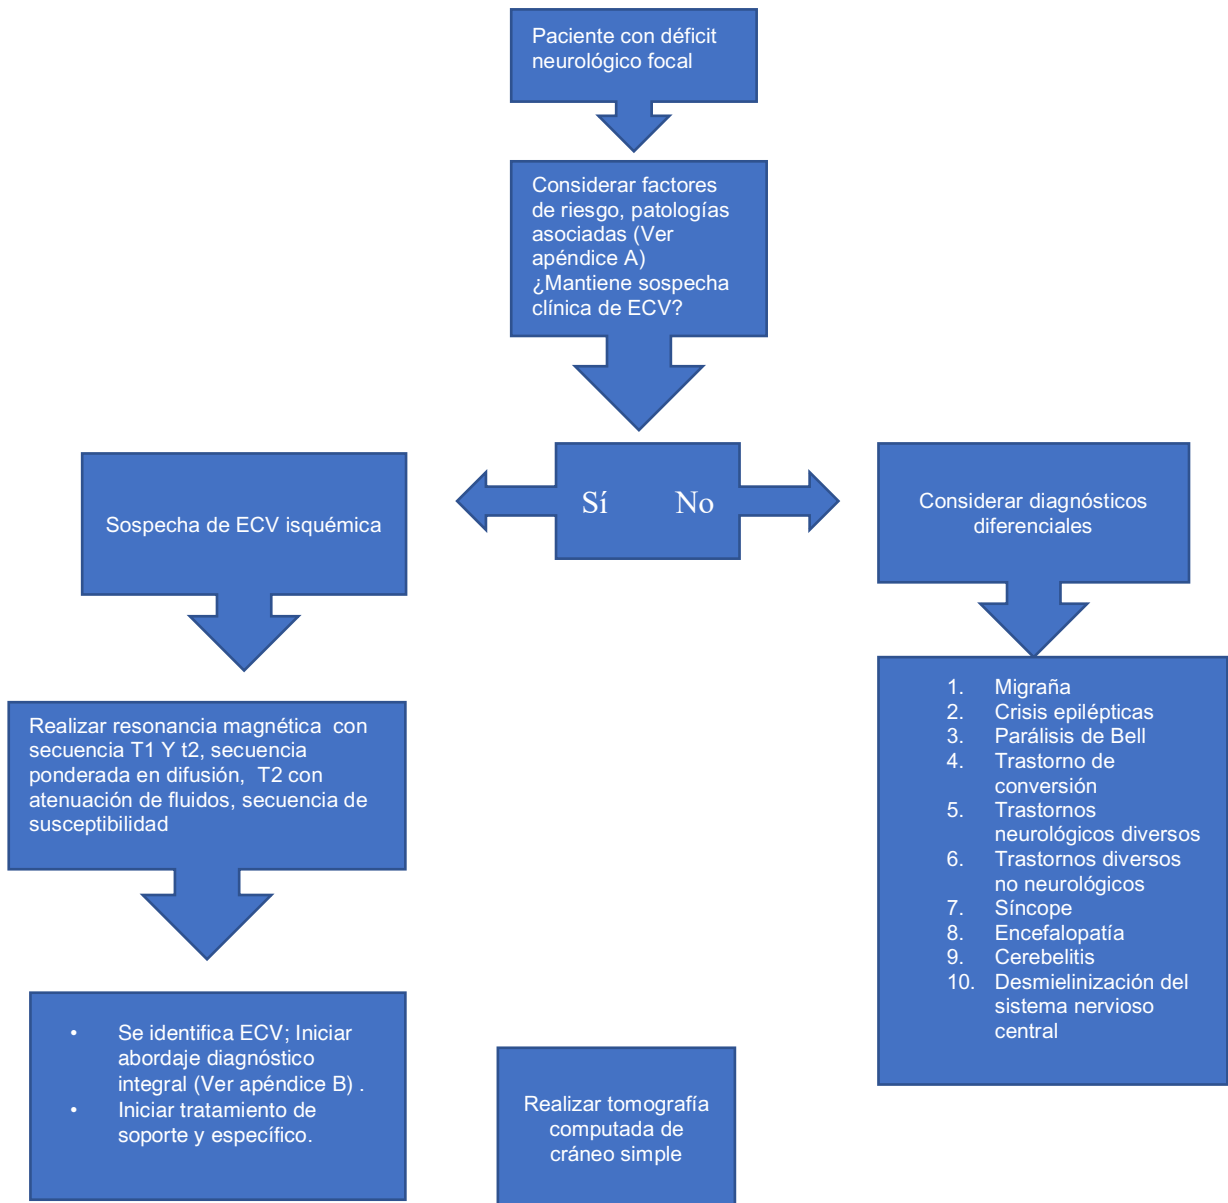 Paciente con déficit
neurológico focal
Considerar factores
de riesgo, patologías
asociadas (Ver
apéndice A)
¿Mantiene sospecha
clínica de ECV?
Sí No
Sospecha de ECV isquémica
Considerar diagnósticos
diferenciales
Realizar resonancia magnética con
secuencia T1 Y t2, secuencia
ponderada en difusión, T2 con
atenuación de fluidos, secuencia de
susceptibilidad
1. Migraña
2. Crisis epilépticas
3. Parálisis de Bell
4. Trastorno de
conversión
5. Trastornos
neurológicos diversos
6. Trastornos diversos
no neurológicos
7. Síncope
8. Encefalopatía
9. Cerebelitis
10. Desmielinización del
sistema nervioso
central
• Se identifica ECV; Iniciar
abordaje diagnóstico
integral (Ver apéndice B) .
• Iniciar tratamiento de
soporte y específico.
Realizar tomografía
computada de
cráneo simple